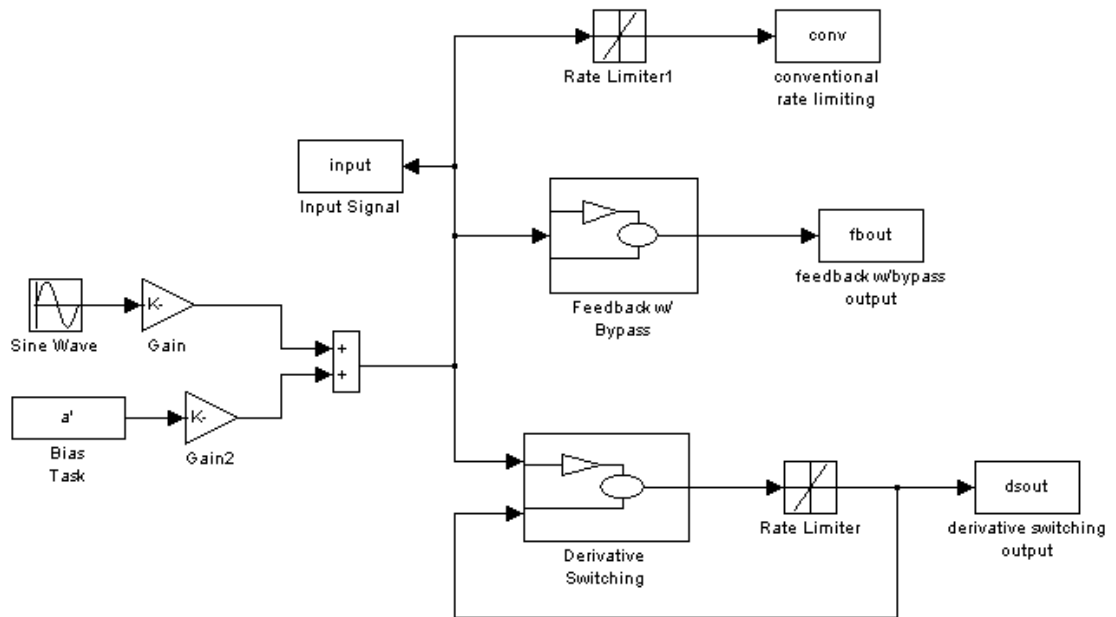 conv
Rate Limiter1
conventional
rate limiting
input
Input Signal
fbout
feedback w/bypass
output
Feedback w/
Bypass
K-
Sine Wave
Gain
+
+
a'
K-
Bias
Task
Gain2
dsout
Rate Limiter
derivative switching
output
Derivative
Switching